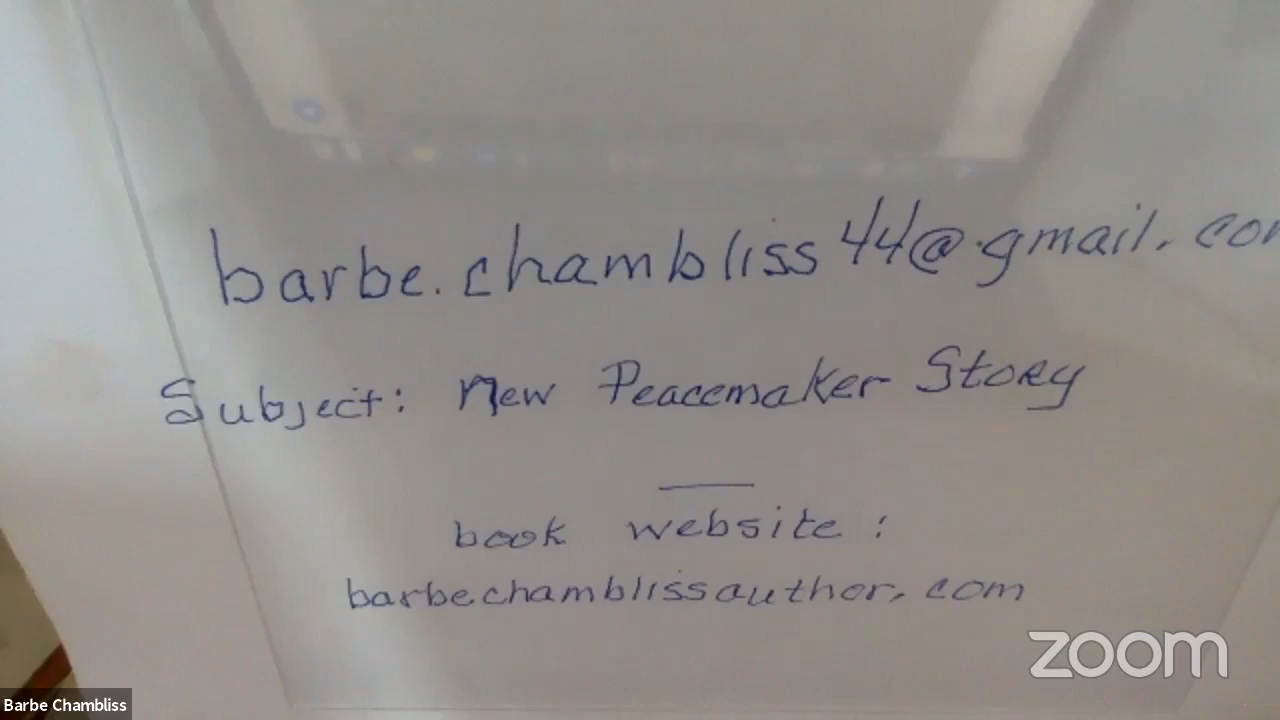 barbe.chambliss44@gmail.co
Subject: New Peacemaker Story
book website:
barbechamblissauthor.com
zoom
Barbe Chambliss